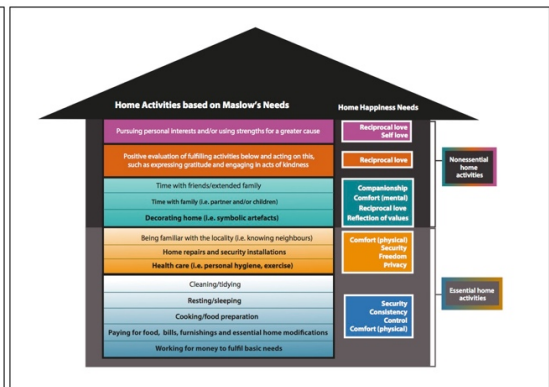 Home Activities based on Maslow's Needs
Home Happiness Needs
Pursuing personal interests and/or using strengths for a greater cause
Reciprocal love
Self love
Positive evaluation of fulfilling activities below and acting on this,
such as expressing gratitude and engaging in acts of kindness
Reciprocal love
Nonessential
home
activities
Time with friends/extended family
Time with family (i.e. partner and/or children)
Decorating home (i.e. symbolic artefacts)
Companionship
Comfort (mental)
Reciprocal love
Reflection of values
Being familiar with the locality (i.e. knowing neighbours)
Home repairs and security installations
Health care (i.e. personal hygiene, exercise)
Comfort (physical)
Security
Freedom
Privacy
Cleaning/tidying
Resting/sleeping
Cooking/food preparation
Paying for food, bills, furnishings and essential home modifications
Working for money to fulfil basic needs
Security
Consistency
Control
Comfort (physical)
Essential home
activities